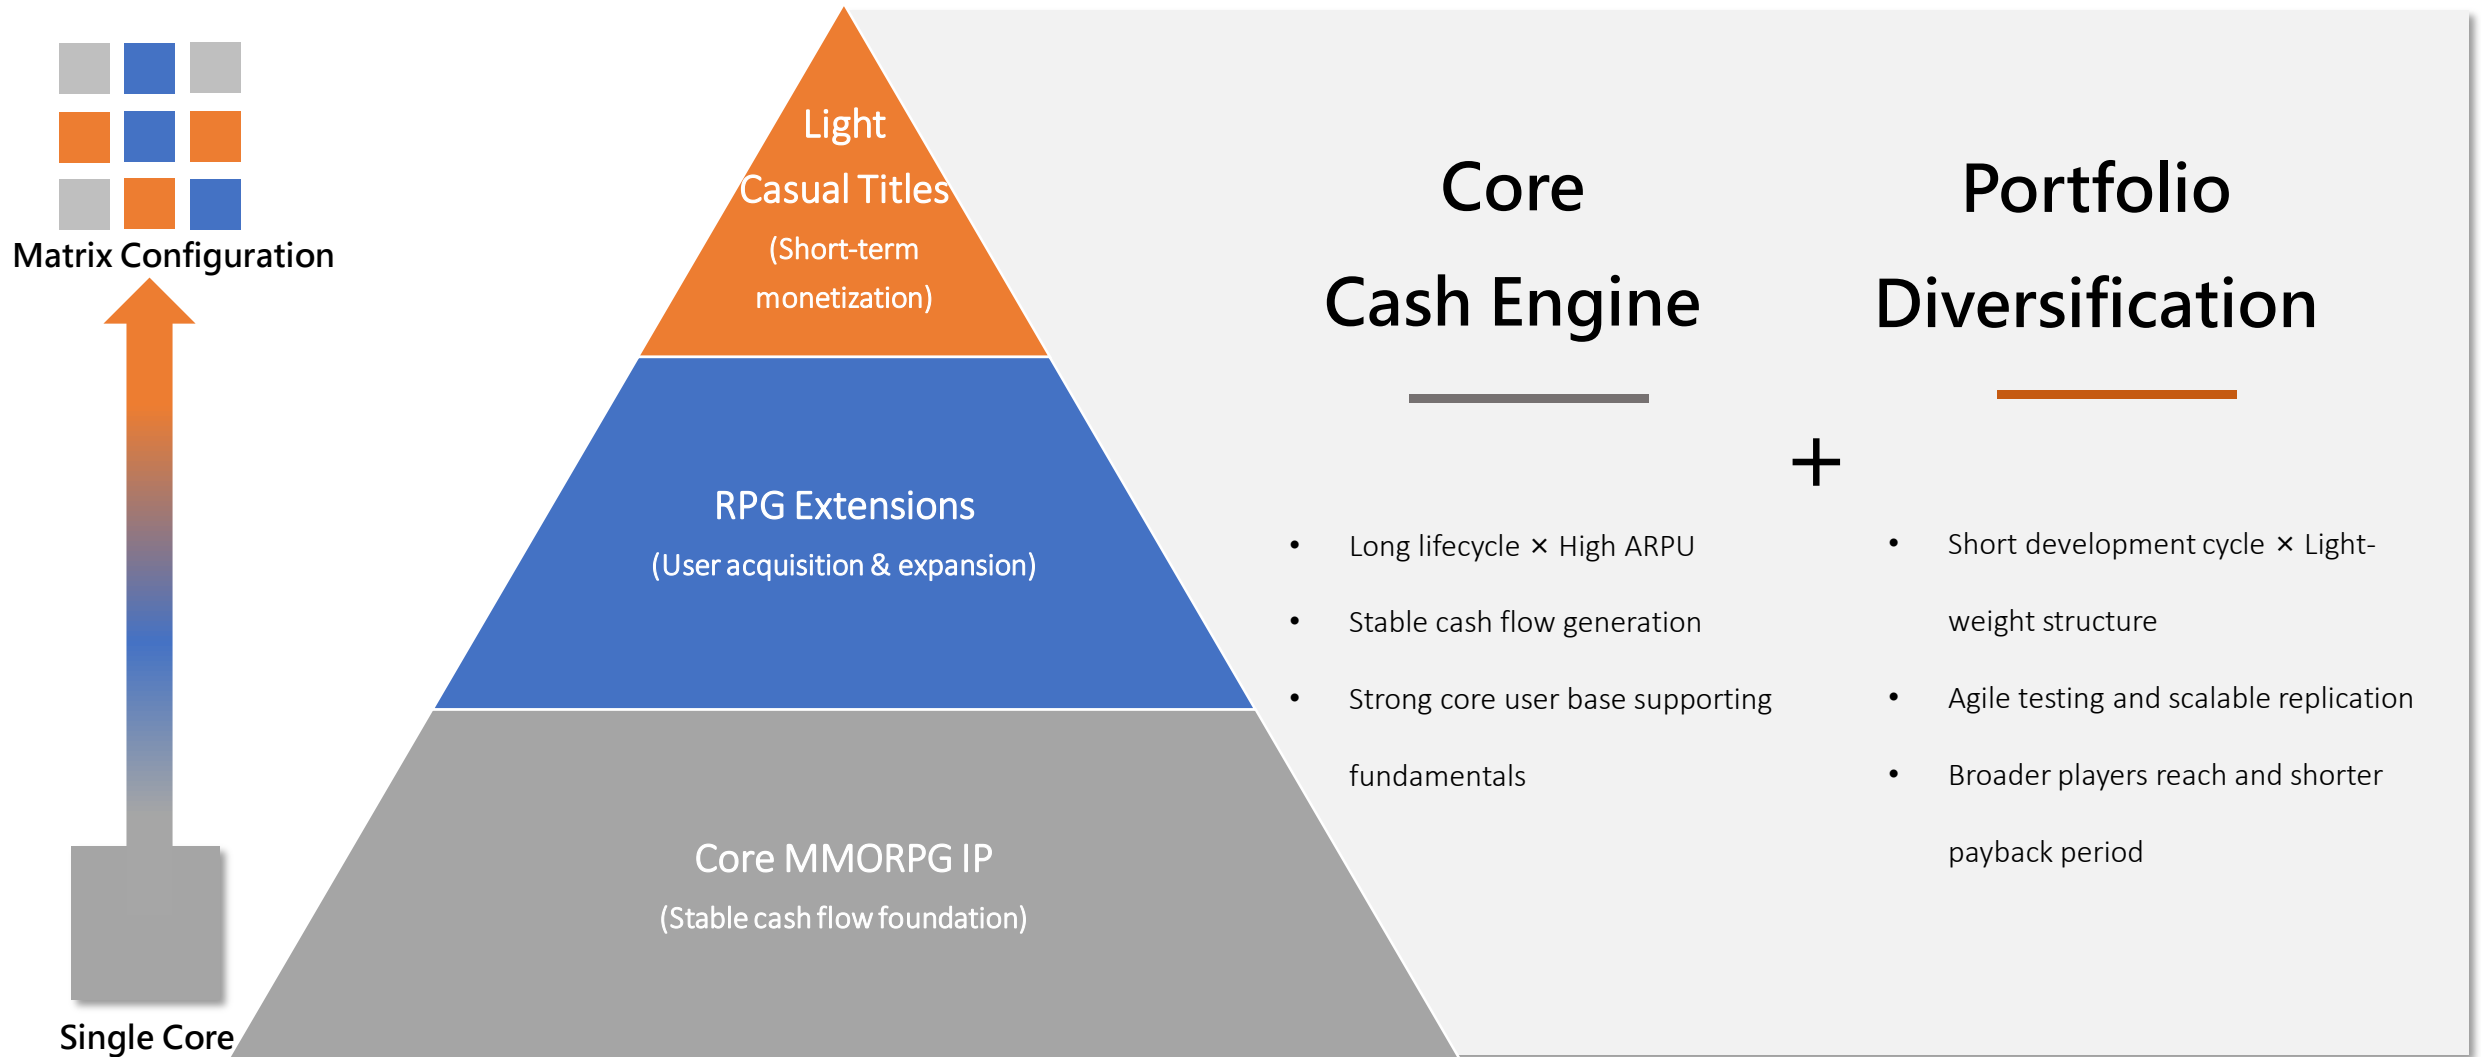 Matrix Configuration
Single Core
Light
Casual Titles
(Short-term
monetization)
RPG Extensions
(User acquisition & expansion)
Core MMORPG IP
(Stable cash flow foundation)
Core
Cash Engine
• Long lifecycle × High ARPU
• Stable cash flow generation
• Strong core user base supporting
fundamentals
+
Portfolio
Diversification
• Short development cycle × Light-
weight structure
• Agile testing and scalable replication
• Broader players reach and shorter
payback period